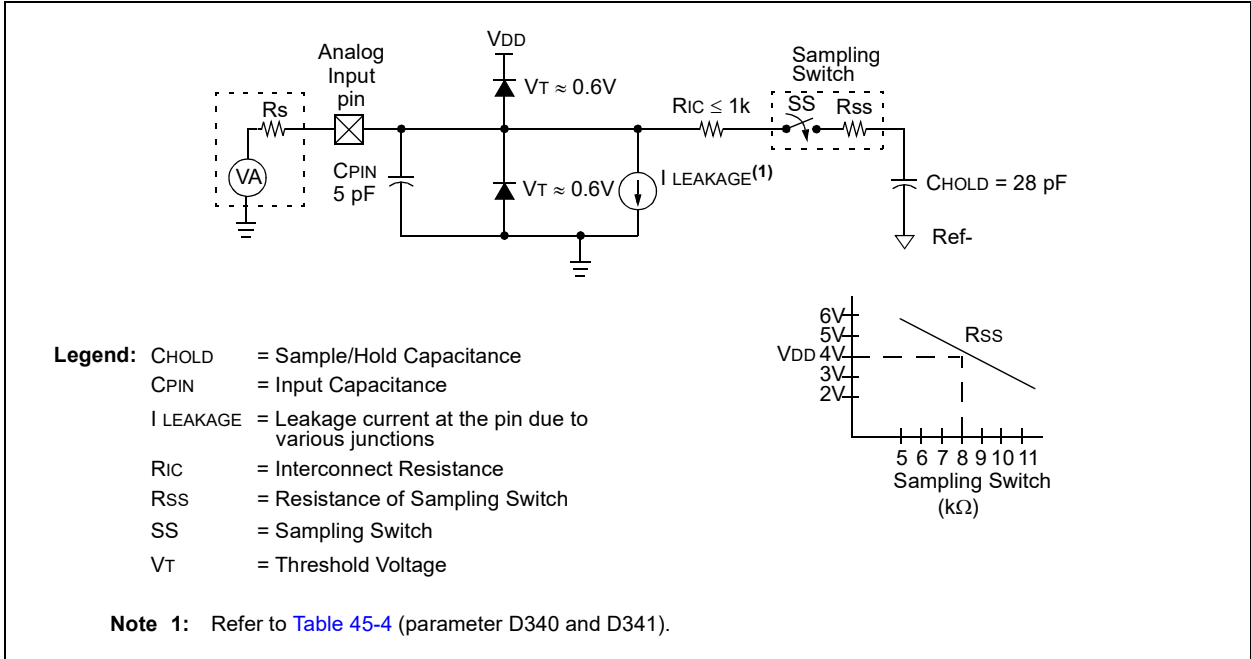 Analog
Input
pin
Rs
VA
CPIN
5 pF
VDD
VT ≈ 0.6V
VT ≈ 0.6V
I LEAKAGE(1)
RIC ≤ 1k
Sampling
Switch
SS
Rss
CHOLD = 28 pF
Ref-
6V
5V
VDD 4V
3V
2V
RSS
5 6 7 8 9 10 11
Sampling Switch
(kΩ)
Legend: CHOLD = Sample/Hold Capacitance
CPIN = Input Capacitance
I LEAKAGE = Leakage current at the pin due to
various junctions
RIC = Interconnect Resistance
RSS = Resistance of Sampling Switch
SS = Sampling Switch
VT = Threshold Voltage
Note 1: Refer to Table 45-4 (parameter D340 and D341).